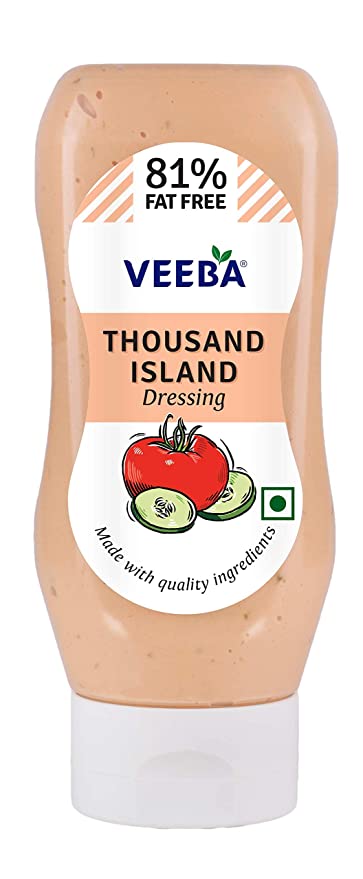 81%
FAT FREE
VEEBA®
THOUSAND
ISLAND
Dressing
Made with quality ingredients